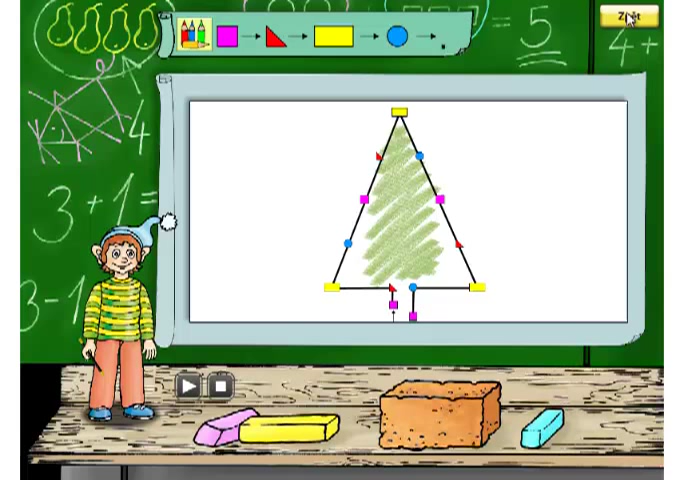 = 5
4 +
4
3 + 1 =
3 - 1